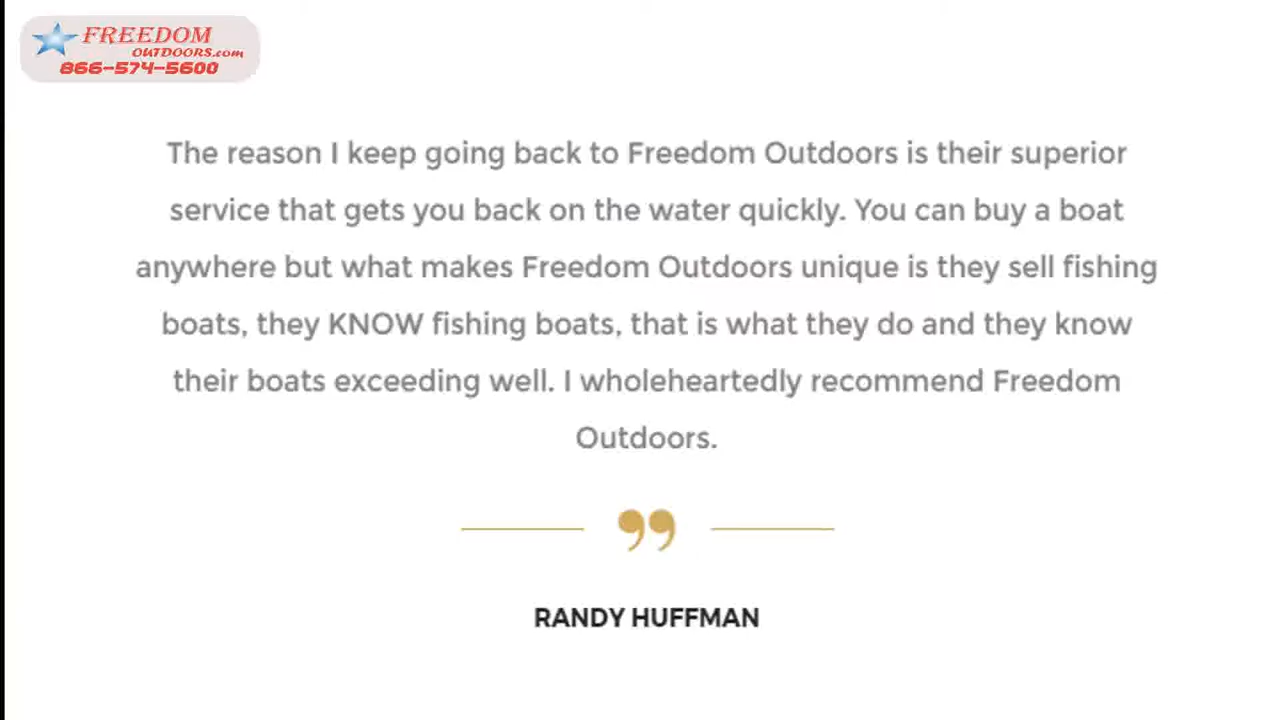 FREEDOM
OUTDOORS.com
866-574-5600
The reason I keep going back to Freedom Outdoors is their superior
service that gets you back on the water quickly. You can buy a boat
anywhere but what makes Freedom Outdoors unique is they sell fishing
boats, they KNOW fishing boats, that is what they do and they know
their boats exceeding well. I wholeheartedly recommend Freedom
Outdoors.
”
RANDY HUFFMAN